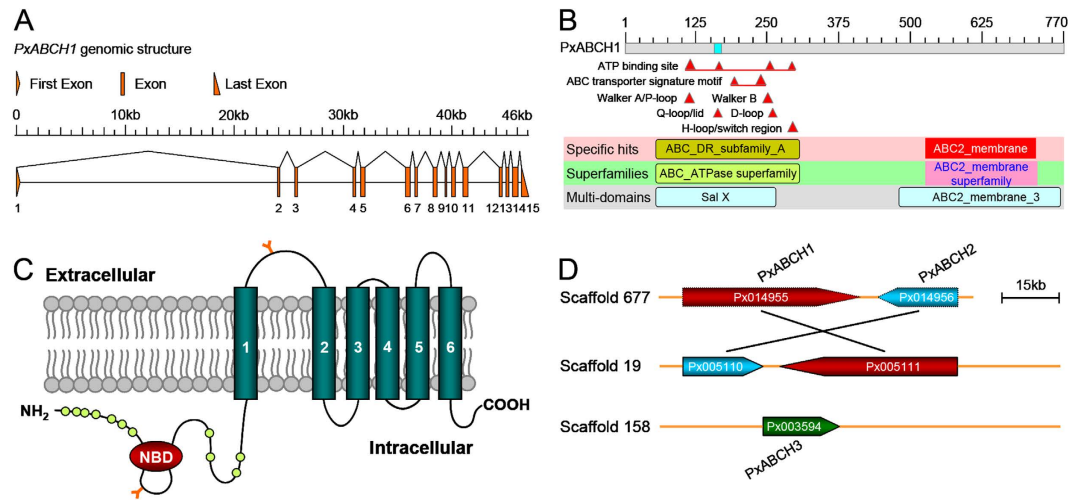 A
PxABCH1 genomic structure
First Exon Exon Last Exon
0 10kb 20kb 30kb 40kb 46kb
1 2 3 4 5 6 7 8 9 10 11 12 13 14 15
B
1 125 250 375 500 625 770
PxABCH1
ATP binding site
ABC transporter signature motif
Walker A/P-loop Walker B
Q-loop/lid D-loop
H-loop/switch region
Specific hits ABC_DR_subfamily_A ABC2_membrane
Superfamilies ABC_ATPase superfamily ABC2_membrane
superfamily
Multi-domains Sal X ABC2_membrane_3
C
Extracellular
1 2 3 4 5 6
NH2
COOH
NBD
Intracellular
D
PxABCH1 PxABCH2
15kb
Scaffold 677 Px014955 Px014956
Scaffold 19 Px005110 Px005111
Scaffold 158 Px003594
PxABCH3